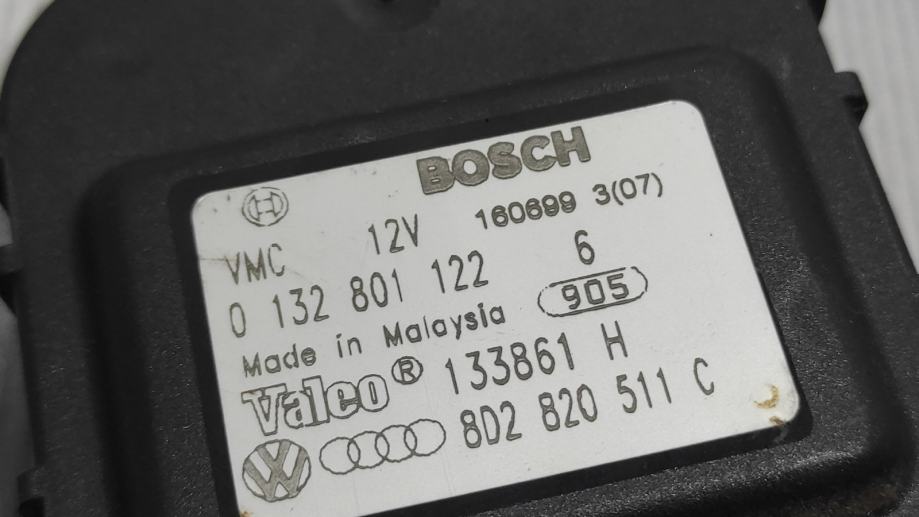 BOSCH
VMC 12V 160699 3(07)
0 132 801 122 6
Made in Malaysia 905
Valeo® 133861 H
8D2 820 511 C